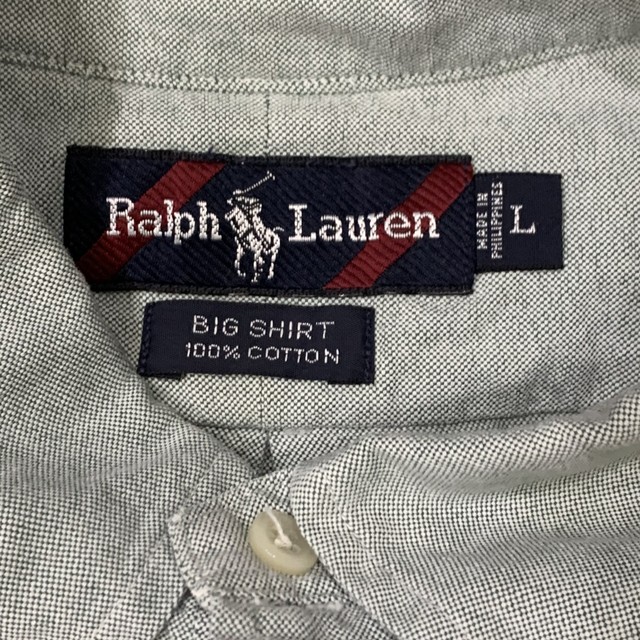 Ralph Lauren
MADE IN
PHILIPPINES
L
BIG SHIRT
100% COTTON